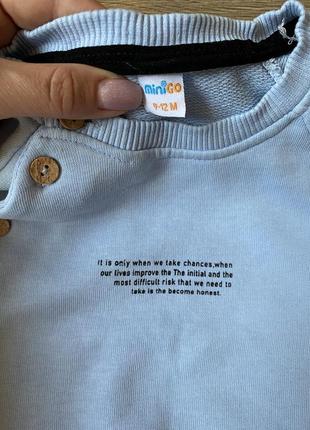 miniGO
9-12 M
It is only when we take chances,when
our lives improve the The initial and the
most difficult risk that we need to
take is the become honest.